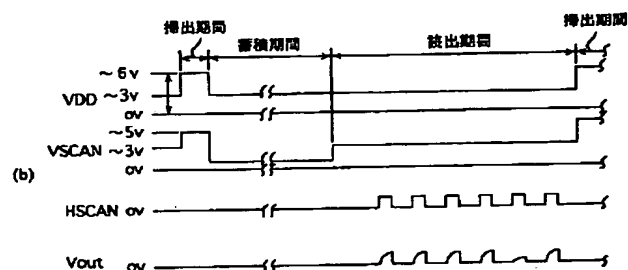 掃出期間
蓄積期間
読出期間
掃出期間
~6v
VDD ~3v
0v
~5v
VSCAN ~3v
0v
(b)
HSCAN 0v
Vout 0v